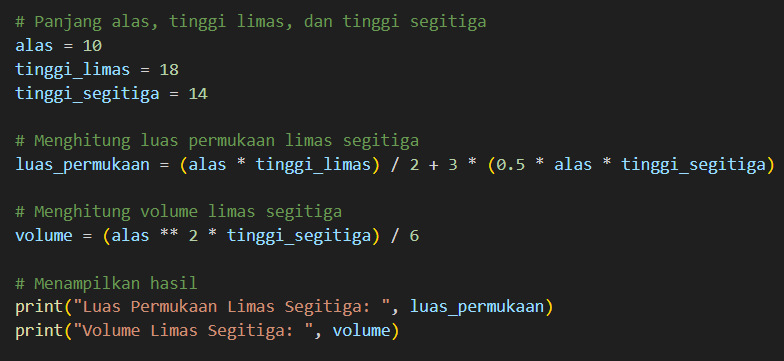 # Panjang alas, tinggi limas, dan tinggi segitiga
alas = 10
tinggi_limas = 18
tinggi_segitiga = 14
# Menghitung luas permukaan limas segitiga
luas_permukaan = (alas * tinggi_limas) / 2 + 3 * (0.5 * alas * tinggi_segitiga)
# Menghitung volume limas segitiga
volume = (alas ** 2 * tinggi_segitiga) / 6
# Menampilkan hasil
print("Luas Permukaan Limas Segitiga: ", luas_permukaan)
print("Volume Limas Segitiga: ", volume)